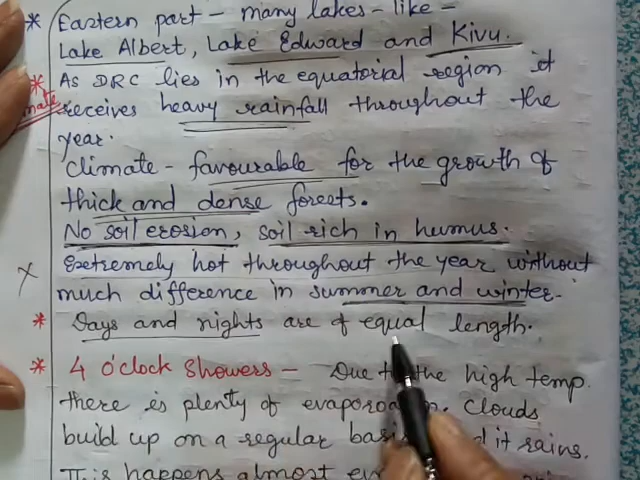 * Eastern part - many lakes - like -
Lake Albert, Lake Edward and Kivu.
* As DRC lies in the equatorial region it
receives heavy rainfall throughout the
year.
Climate - favourable for the growth of
thick and dense forests.
No soil erosion, soil rich in humus.
x Extremely hot throughout the year without
much difference in summer and winter.
* Days and nights are of equal length.
* 4 O'clock Showers - Due to the high temp.
there is plenty of evaporation. Clouds
build up on a regular basis and it rains.
This happens almost